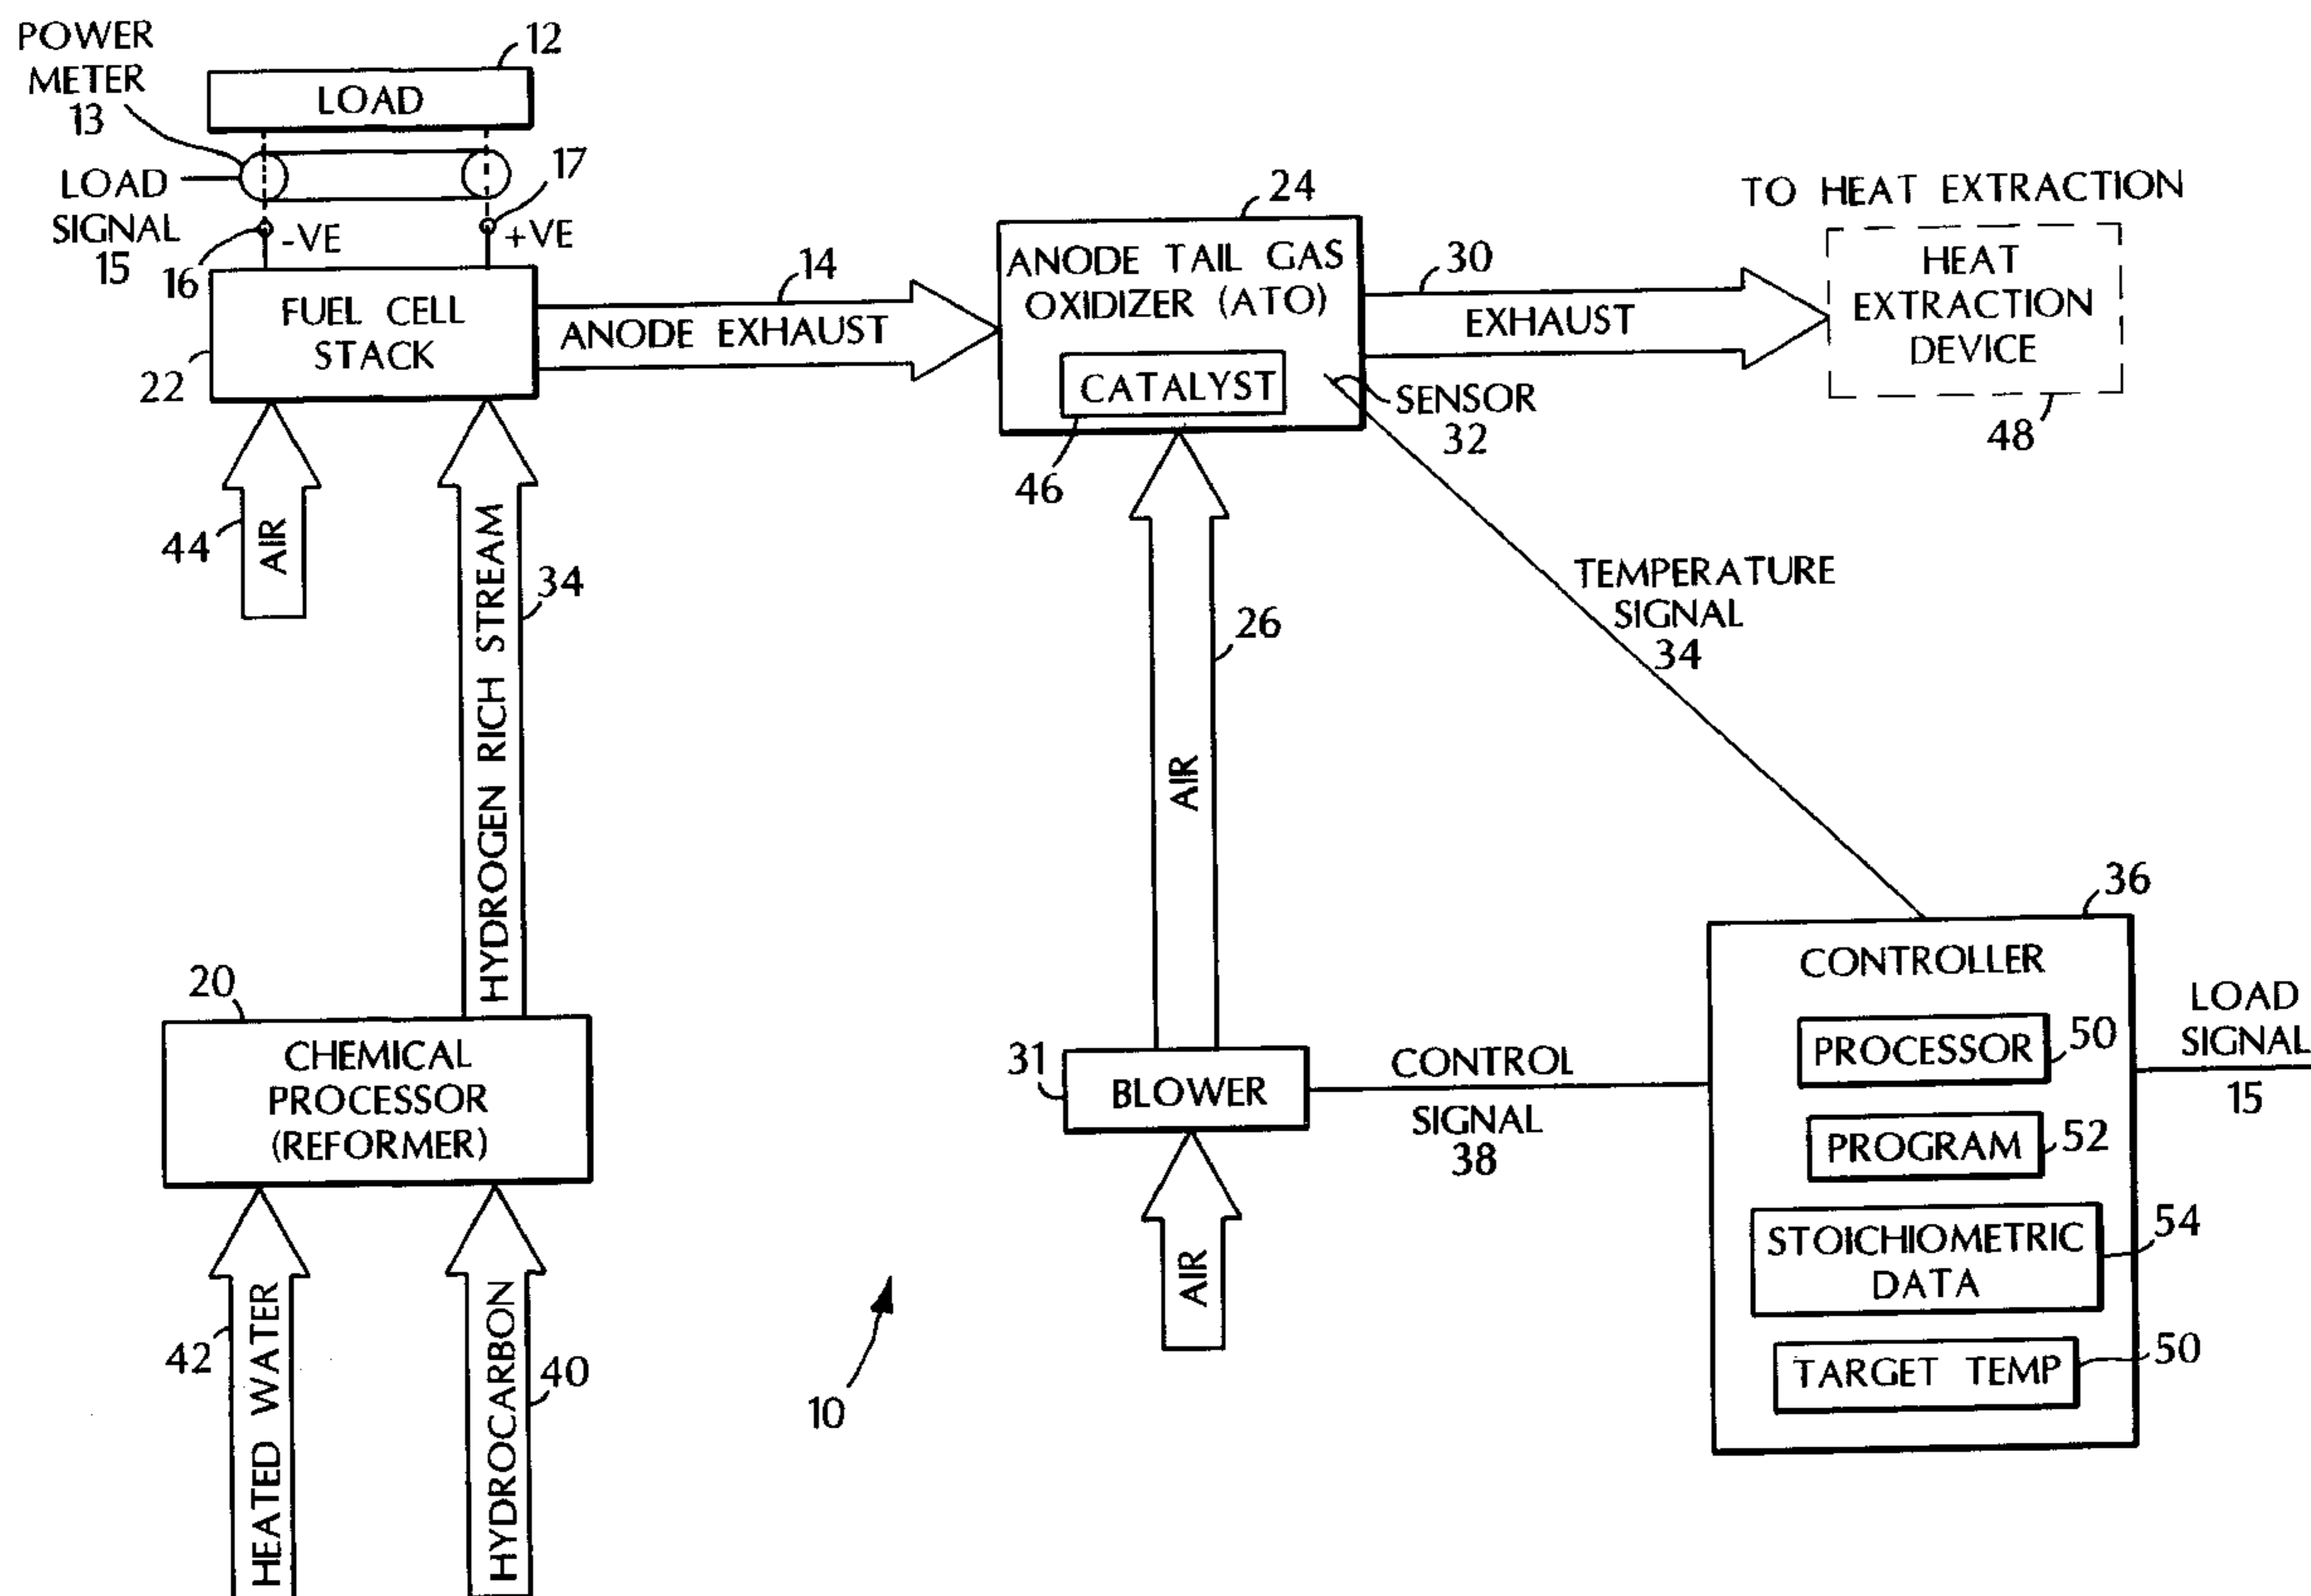 POWER
METER
13
12
LOAD
LOAD
SIGNAL
15
16
-VE
17
+VE
FUEL CELL
STACK
22
14
ANODE EXHAUST
24
ANODE TAIL GAS
OXIDIZER (ATO)
CATALYST
46
30
EXHAUST
TO HEAT EXTRACTION
HEAT
EXTRACTION
DEVICE
48
SENSOR
32
44
AIR
HYDROGEN RICH STREAM
34
26
AIR
TEMPERATURE
SIGNAL
34
20
CHEMICAL
PROCESSOR
(REFORMER)
42
HEATED WATER
HYDROCARBON
40
31
BLOWER
AIR
10
CONTROL
SIGNAL
38
36
CONTROLLER
PROCESSOR
50
PROGRAM
52
STOICHIOMETRIC
DATA
54
TARGET TEMP
50
LOAD
SIGNAL
15